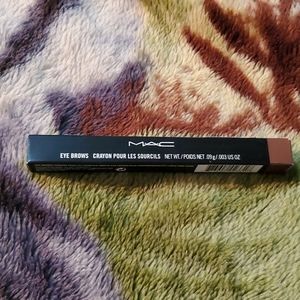 MAC
EYE BROWS CRAYON POUR LES SOURCILS NET WT./POIDS NET .09 g/.003 US OZ